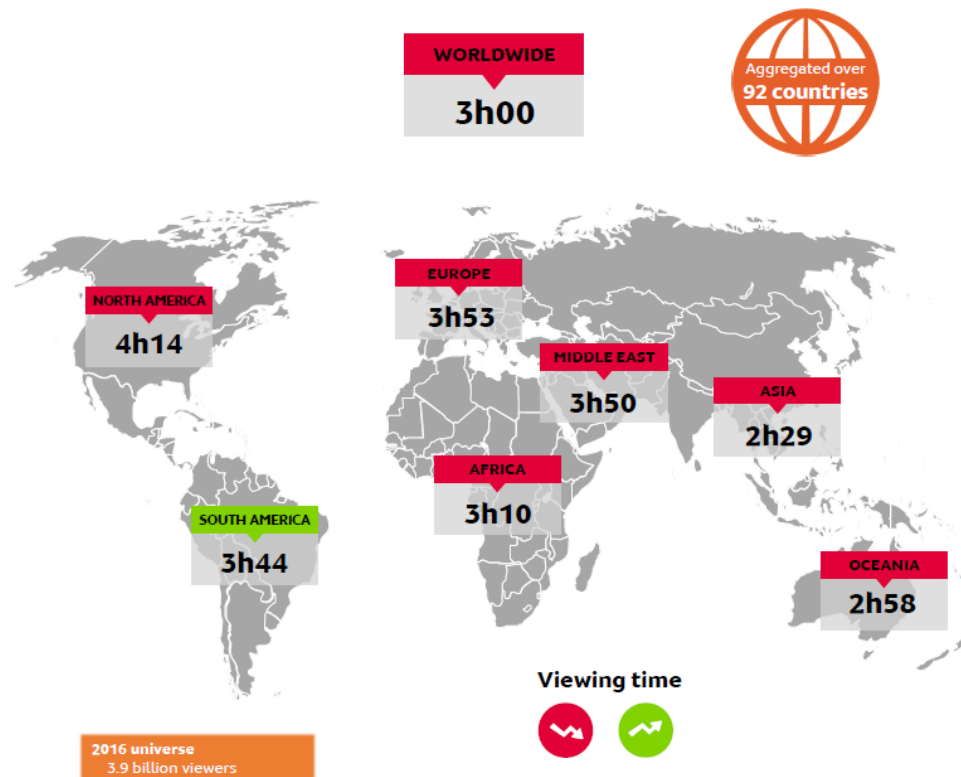 WORLDWIDE
3h00
Aggregated over
92 countries
EUROPE
3h53
NORTH AMERICA
4h14
MIDDLE EAST
3h50
ASIA
2h29
AFRICA
3h10
SOUTH AMERICA
3h44
OCEANIA
2h58
Viewing time
2016 universe
3.9 billion viewers